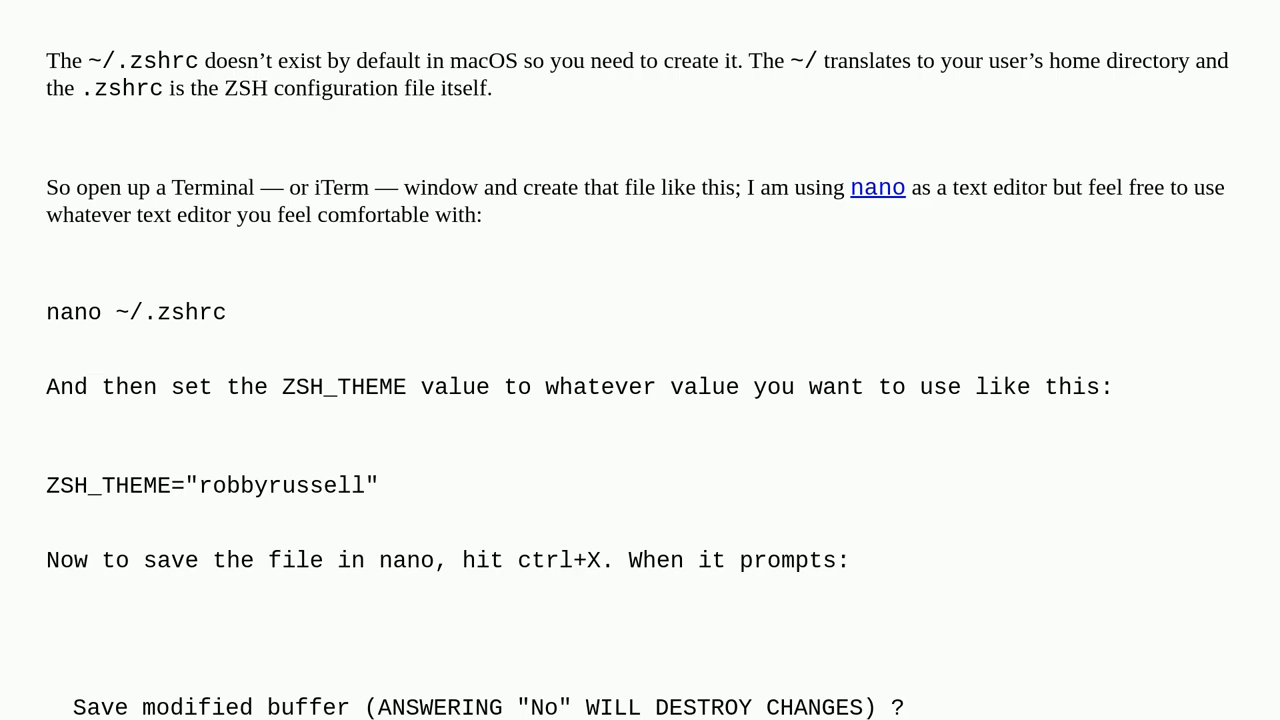 The ~/.zshrc doesn’t exist by default in macOS so you need to create it. The ~/ translates to your user’s home directory and
the .zshrc is the ZSH configuration file itself.
So open up a Terminal — or iTerm — window and create that file like this; I am using nano as a text editor but feel free to use
whatever text editor you feel comfortable with:
nano ~/.zshrc
And then set the ZSH_THEME value to whatever value you want to use like this:
ZSH_THEME="robbyrussell"
Now to save the file in nano, hit ctrl+X. When it prompts:
Save modified buffer (ANSWERING "No" WILL DESTROY CHANGES) ?